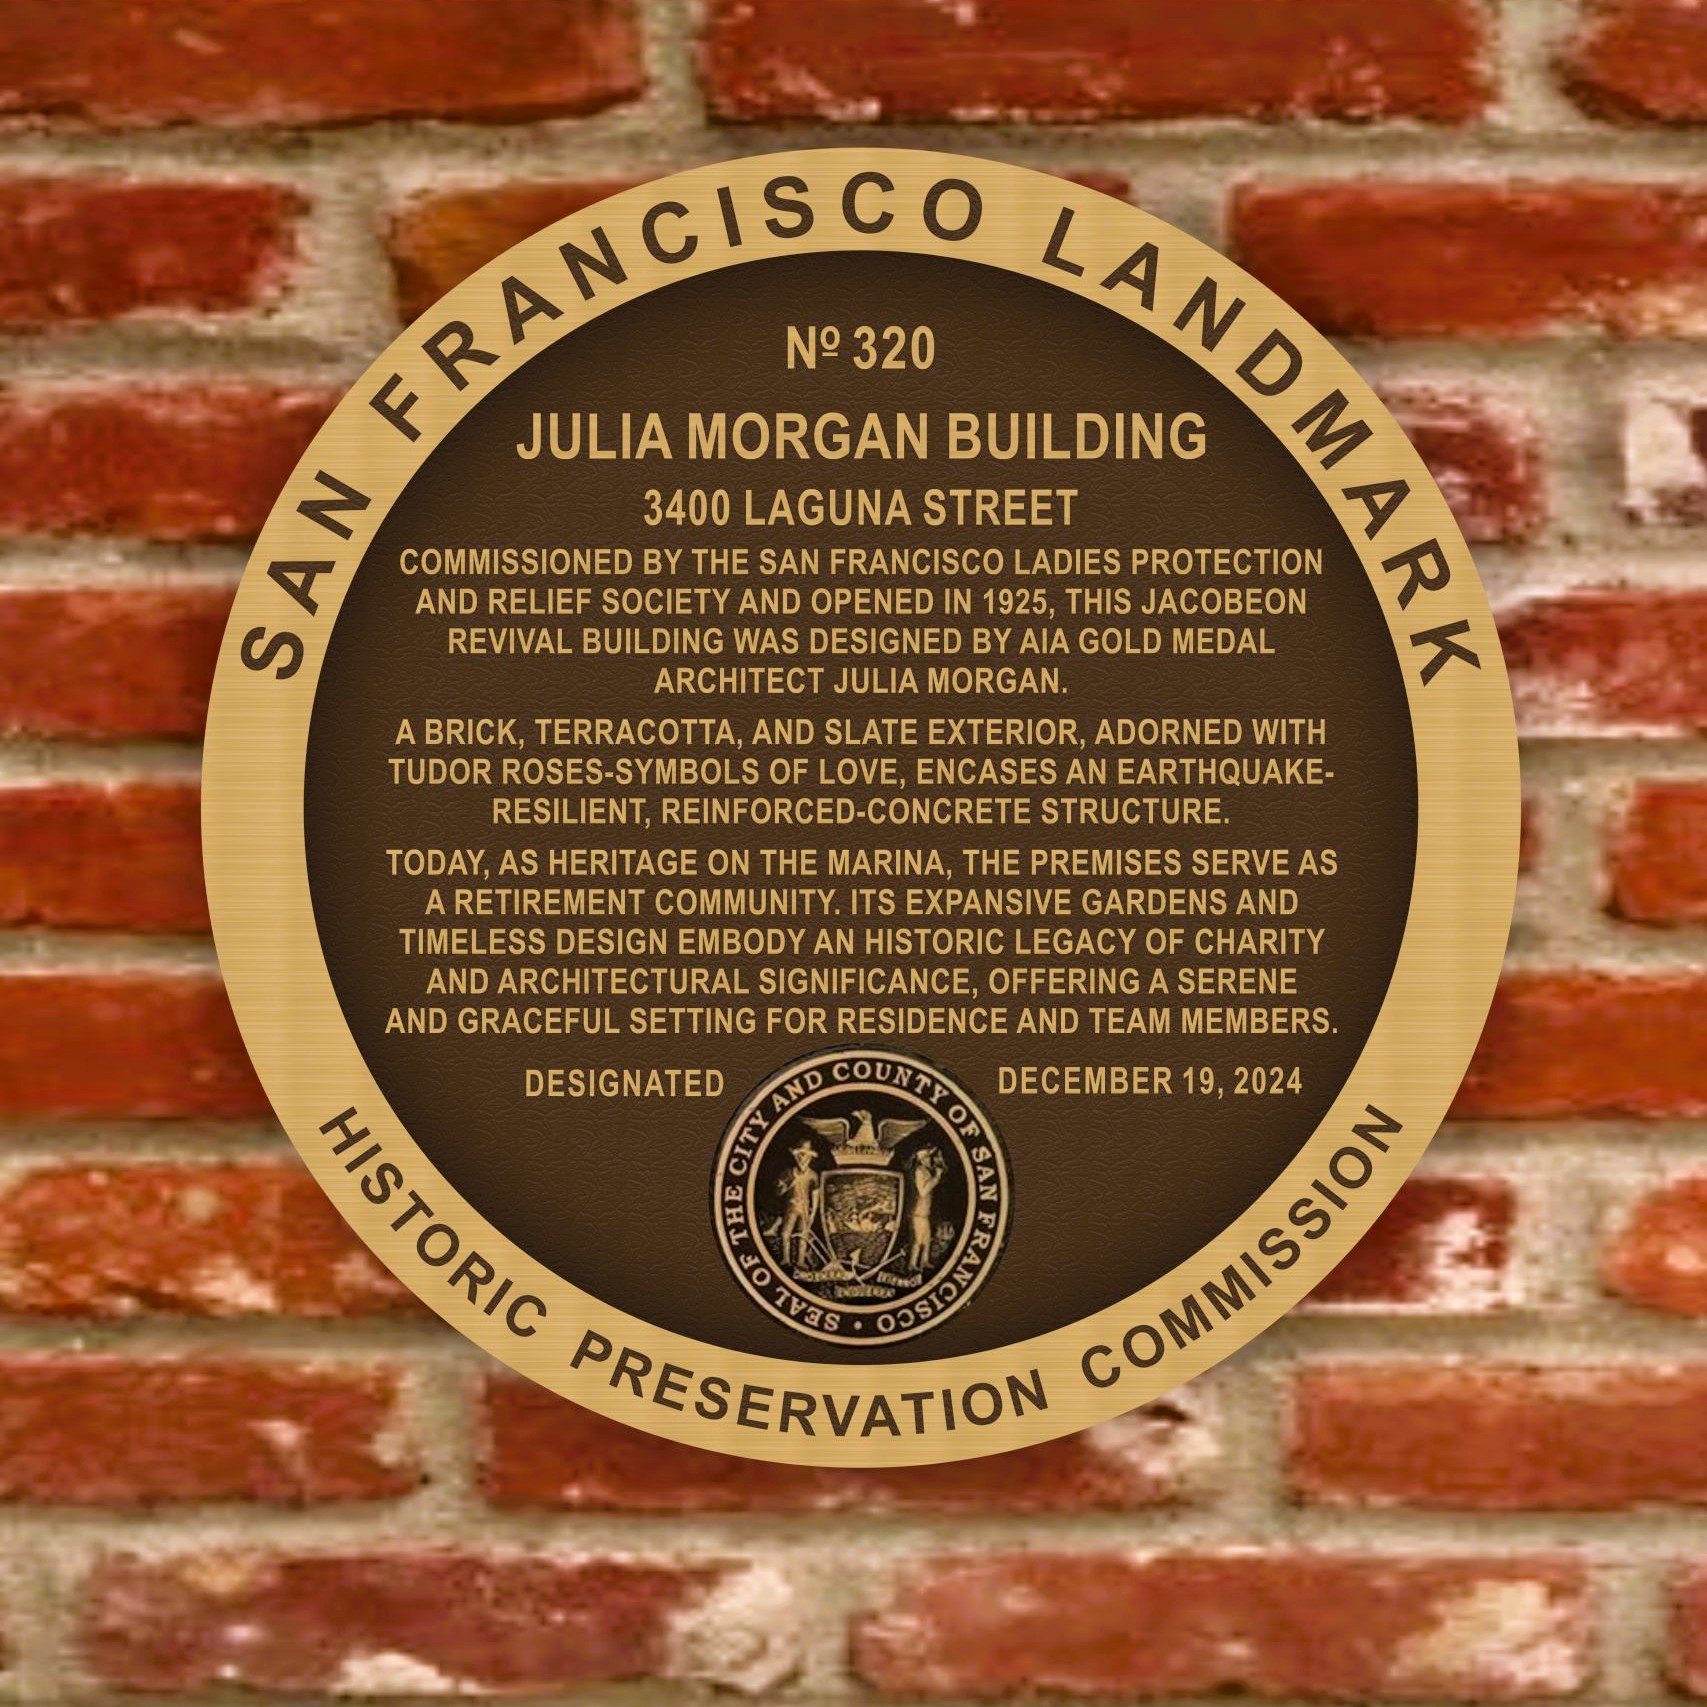 SAN FRANCISCO LANDMARK
Nº 320
JULIA MORGAN BUILDING
3400 LAGUNA STREET
COMMISSIONED BY THE SAN FRANCISCO LADIES PROTECTION
AND RELIEF SOCIETY AND OPENED IN 1925, THIS JACOBEON
REVIVAL BUILDING WAS DESIGNED BY AIA GOLD MEDAL
ARCHITECT JULIA MORGAN.
A BRICK, TERRACOTTA, AND SLATE EXTERIOR, ADORNED WITH
TUDOR ROSES-SYMBOLS OF LOVE, ENCASES AN EARTHQUAKE-
RESILIENT, REINFORCED-CONCRETE STRUCTURE.
TODAY, AS HERITAGE ON THE MARINA, THE PREMISES SERVE AS
A RETIREMENT COMMUNITY. ITS EXPANSIVE GARDENS AND
TIMELESS DESIGN EMBODY AN HISTORIC LEGACY OF CHARITY
AND ARCHITECTURAL SIGNIFICANCE, OFFERING A SERENE
AND GRACEFUL SETTING FOR RESIDENCE AND TEAM MEMBERS.
DESIGNATED DECEMBER 19, 2024
SEAL OF THE CITY AND COUNTY OF SAN FRANCISCO
HISTORIC PRESERVATION COMMISSION